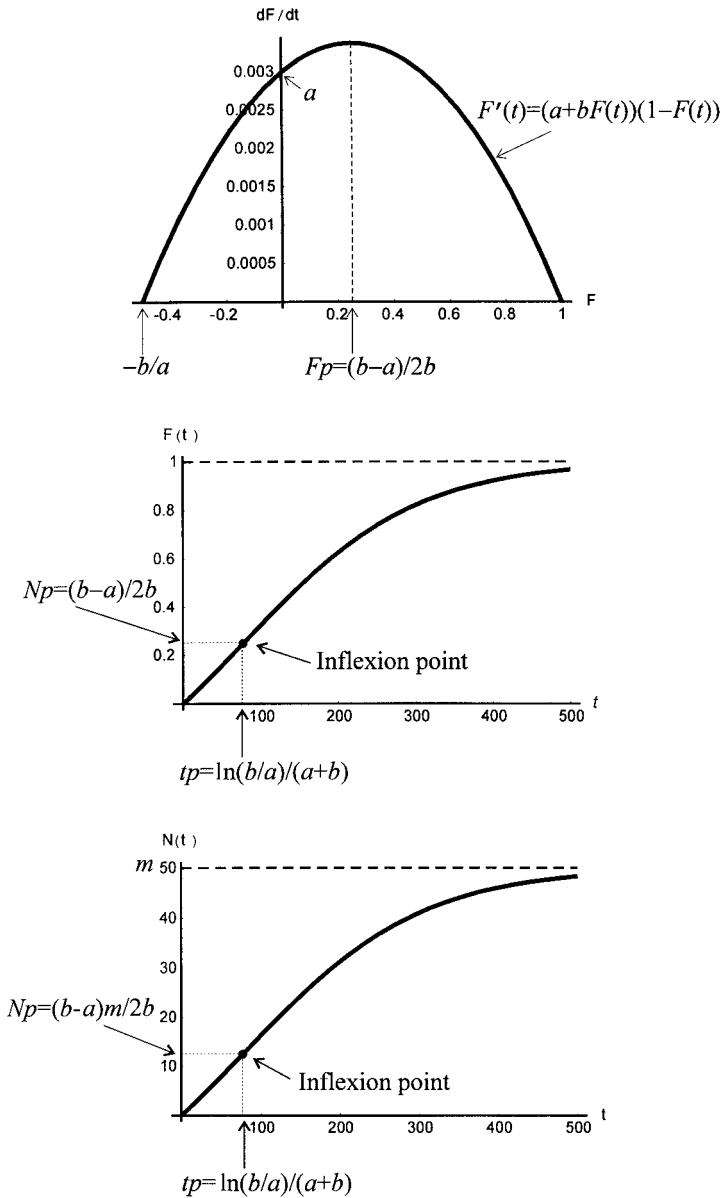 dF/dt
0.003
a
F'(t)=(a+bF(t))(1−F(t))
0.0025
0.002
0.0015
0.001
0.0005
-0.4 -0.2 0.2 0.4 0.6 0.8 1 F
−b/a Fp=(b−a)/2b
F(t)
1
0.8
0.6
Np=(b−a)/2b
0.4
0.2
Inflexion point
100 200 300 400 500 t
tp=ln(b/a)/(a+b)
N(t)
m 50
40
30
Np=(b-a)m/2b 20
10
Inflexion point
100 200 300 400 500 t
tp=ln(b/a)/(a+b)